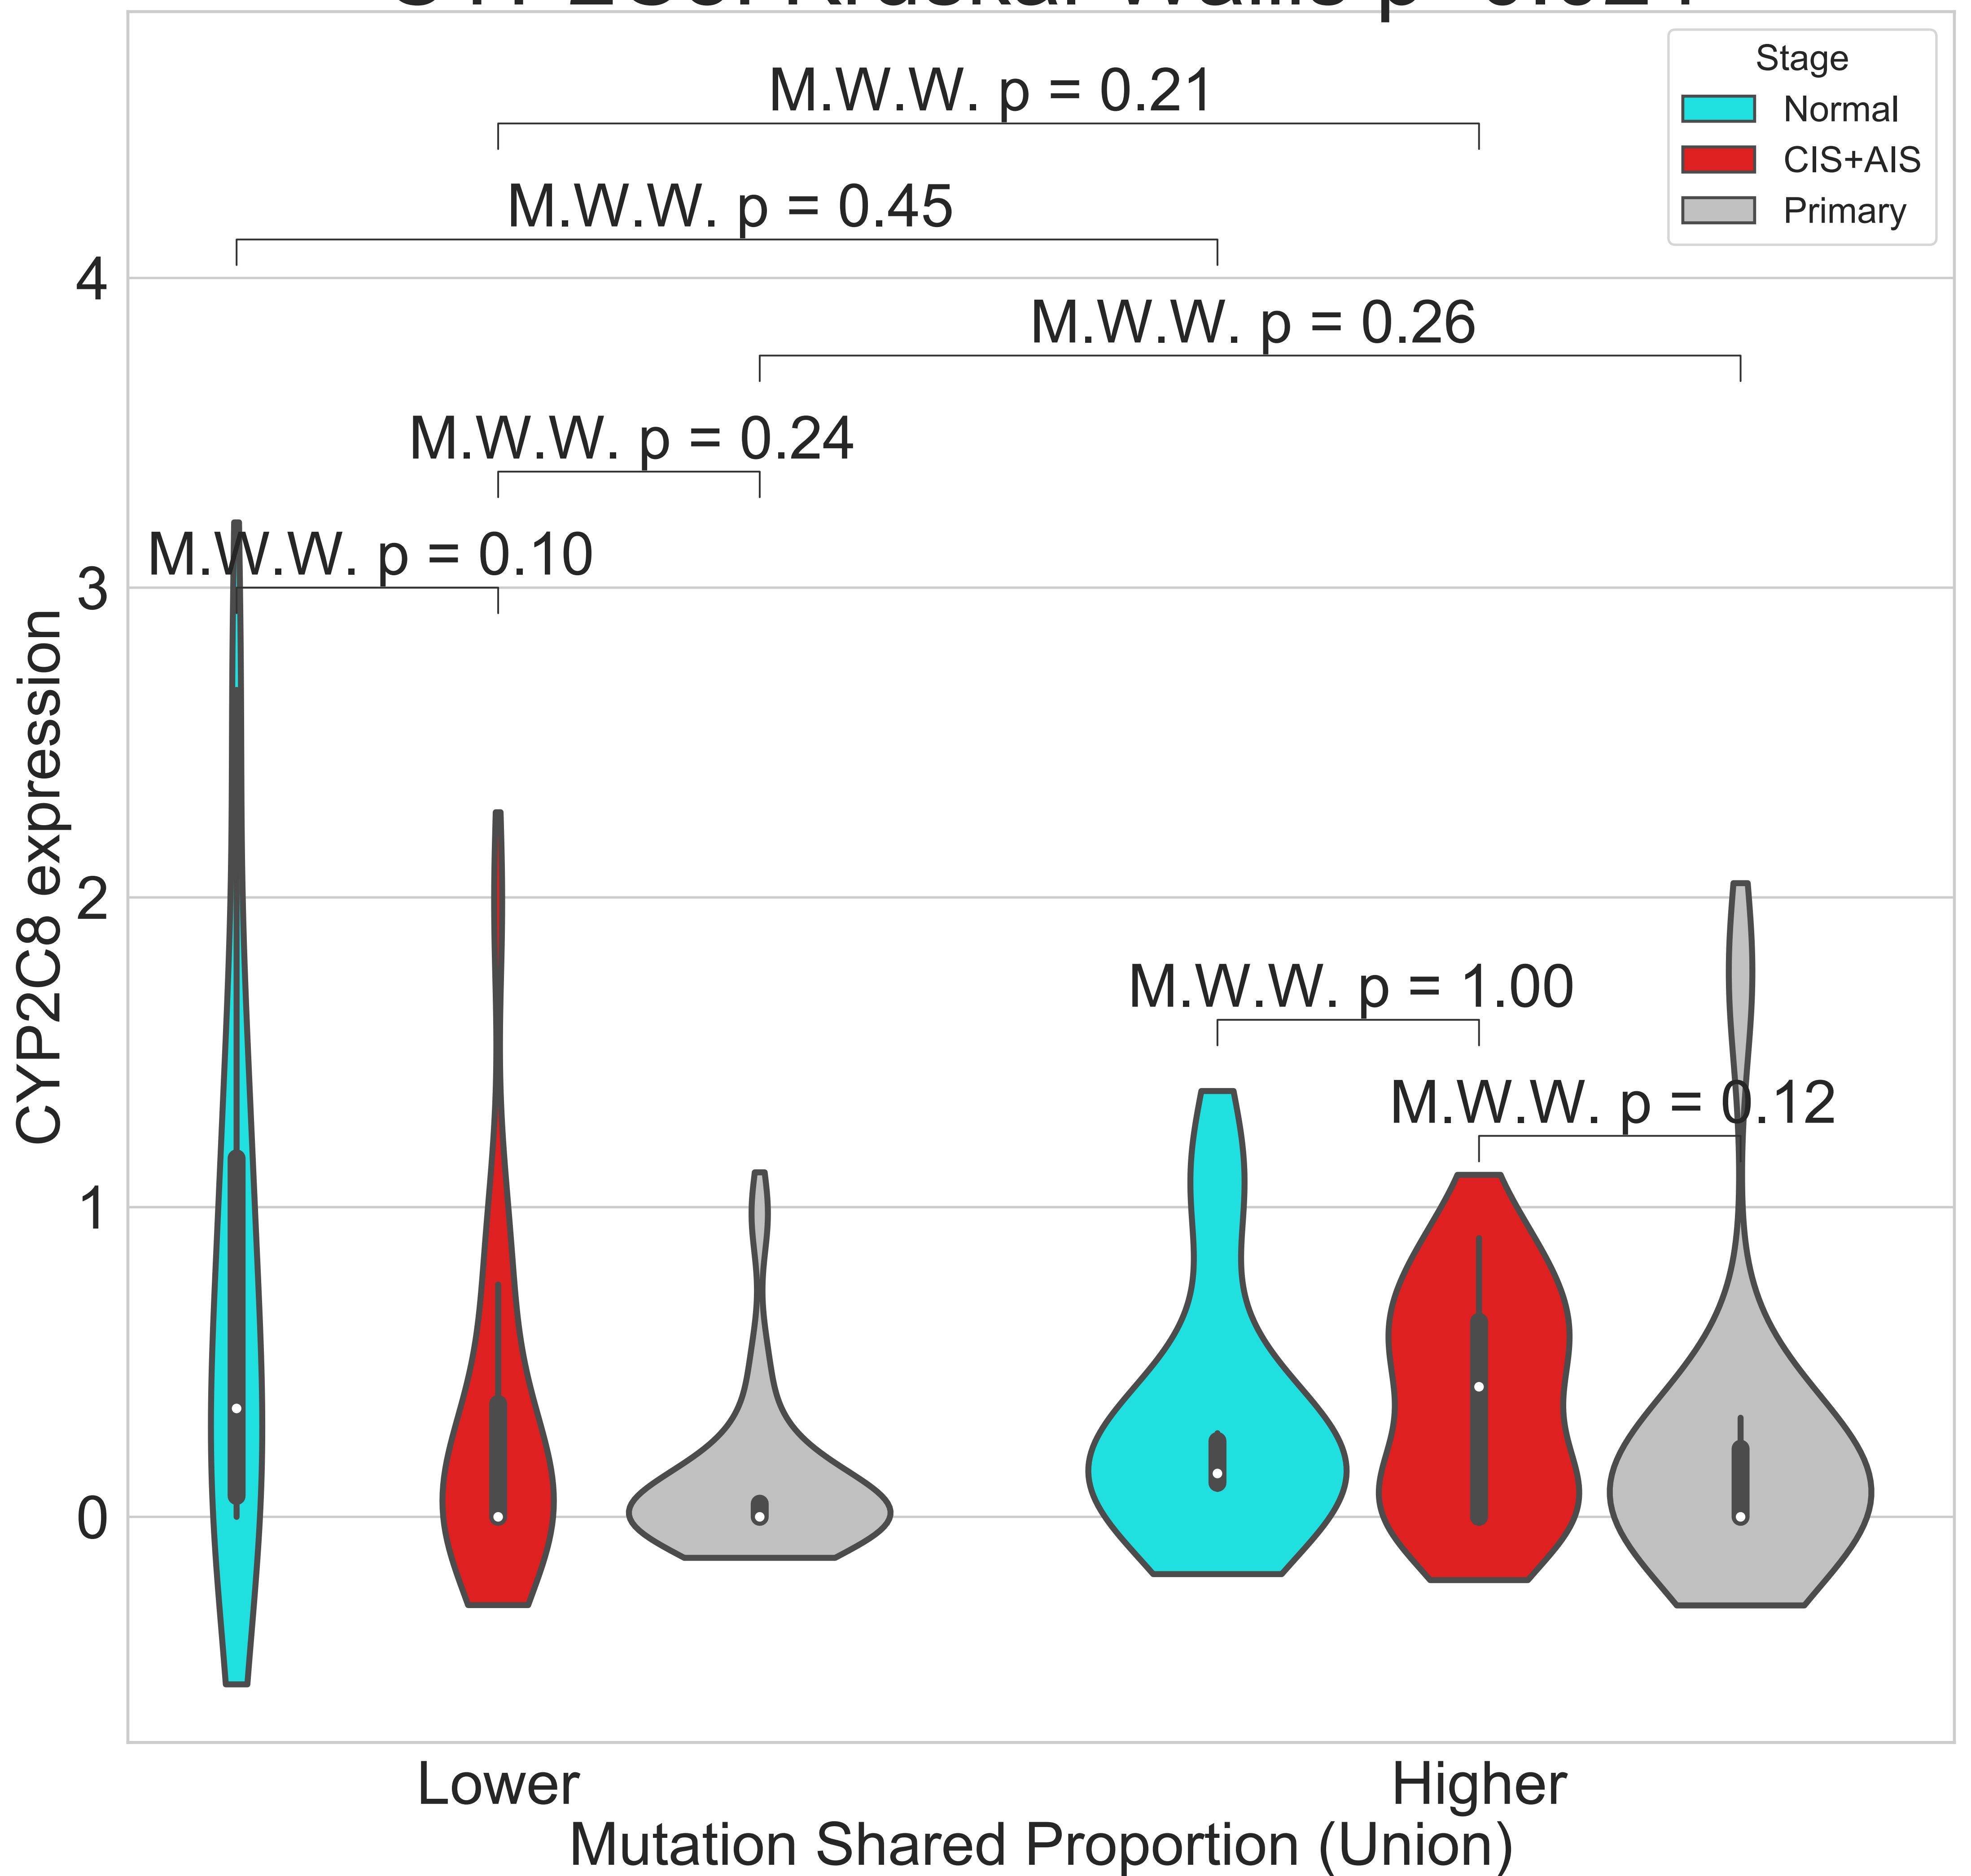 Stage
Normal
CIS+AIS
Primary
M.W.W. p = 0.21
M.W.W. p = 0.45
M.W.W. p = 0.26
M.W.W. p = 0.24
M.W.W. p = 0.10
M.W.W. p = 1.00
M.W.W. p = 0.12
CYP2C8 expression
4
3
2
1
0
Lower
Higher
Mutation Shared Proportion (Union)